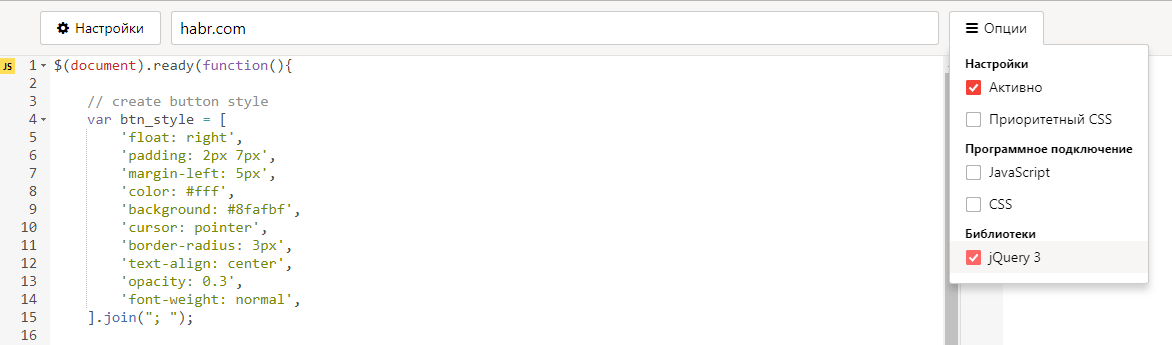 Настройки
habr.com
Опции
Настройки
Активно
Приоритетный CSS
Программное подключение
JavaScript
CSS
Библиотеки
jQuery 3
JS
1 $(document).ready(function(){
2
3 // create button style
4 var btn_style = [
5 'float: right',
6 'padding: 2px 7px',
7 'margin-left: 5px',
8 'color: #fff',
9 'background: #8fafbf',
10 'cursor: pointer',
11 'border-radius: 3px',
12 'text-align: center',
13 'opacity: 0.3',
14 'font-weight: normal',
15 ].join("; ");
16